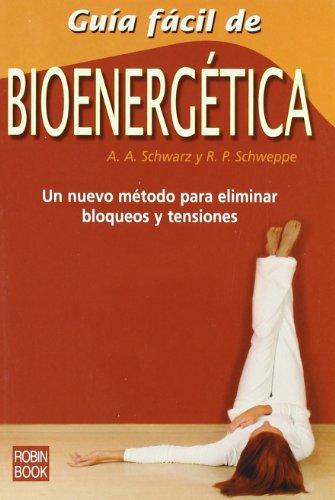 Guía fácil de
BIOENERGÉTICA
A. A. Schwarz y R. P. Schweppe
Un nuevo método para eliminar
bloqueos y tensiones
ROBIN
BOOK